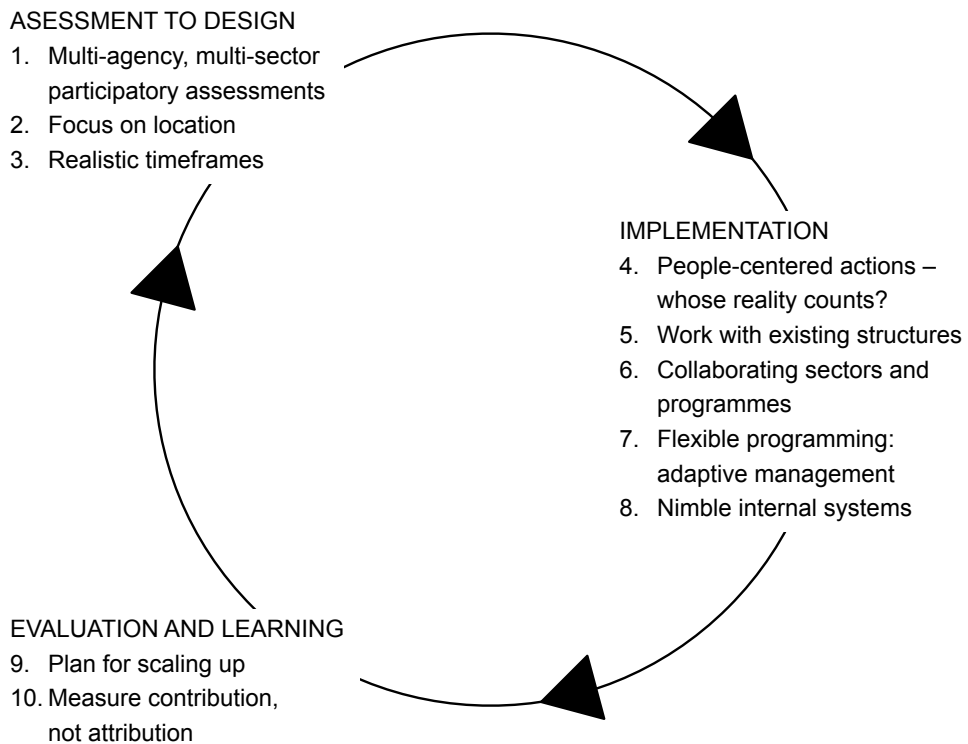 ASESSMENT TO DESIGN
1. Multi-agency, multi-sector
participatory assessments
2. Focus on location
3. Realistic timeframes
IMPLEMENTATION
4. People-centered actions –
whose reality counts?
5. Work with existing structures
6. Collaborating sectors and
programmes
7. Flexible programming:
adaptive management
8. Nimble internal systems
EVALUATION AND LEARNING
9. Plan for scaling up
10. Measure contribution,
not attribution